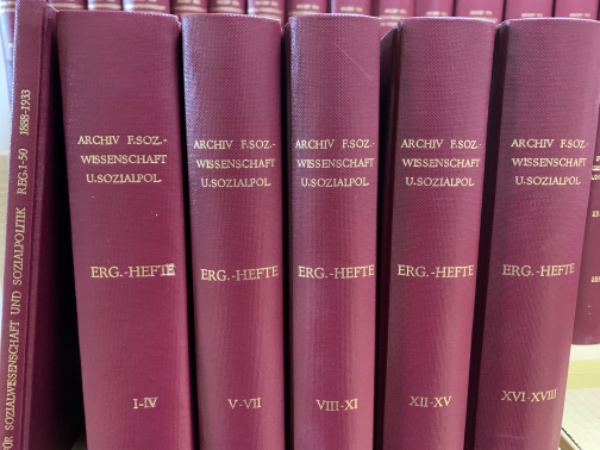 FÜR SOZIALWISSENSCHAFT UND SOZIALPOLITIK REG. 1-50 1888-1933
ARCHIV F.SOZ.-
WISSENSCHAFT
U.SOZIALPOL.
ERG.-HEFTE
I-IV
ARCHIV F.SOZ.-
WISSENSCHAFT
U.SOZIALPOL.
ERG.-HEFTE
V-VII
ARCHIV F.SOZ.-
WISSENSCHAFT
U.SOZIALPOL.
ERG.-HEFTE
VIII-XI
ARCHIV F.SOZ.-
WISSENSCHAFT
U.SOZIALPOL.
ERG.-HEFTE
XII-XV
ARCHIV F.SOZ.-
WISSENSCHAFT
U.SOZIALPOL.
ERG.-HEFTE
XVI-XVIII